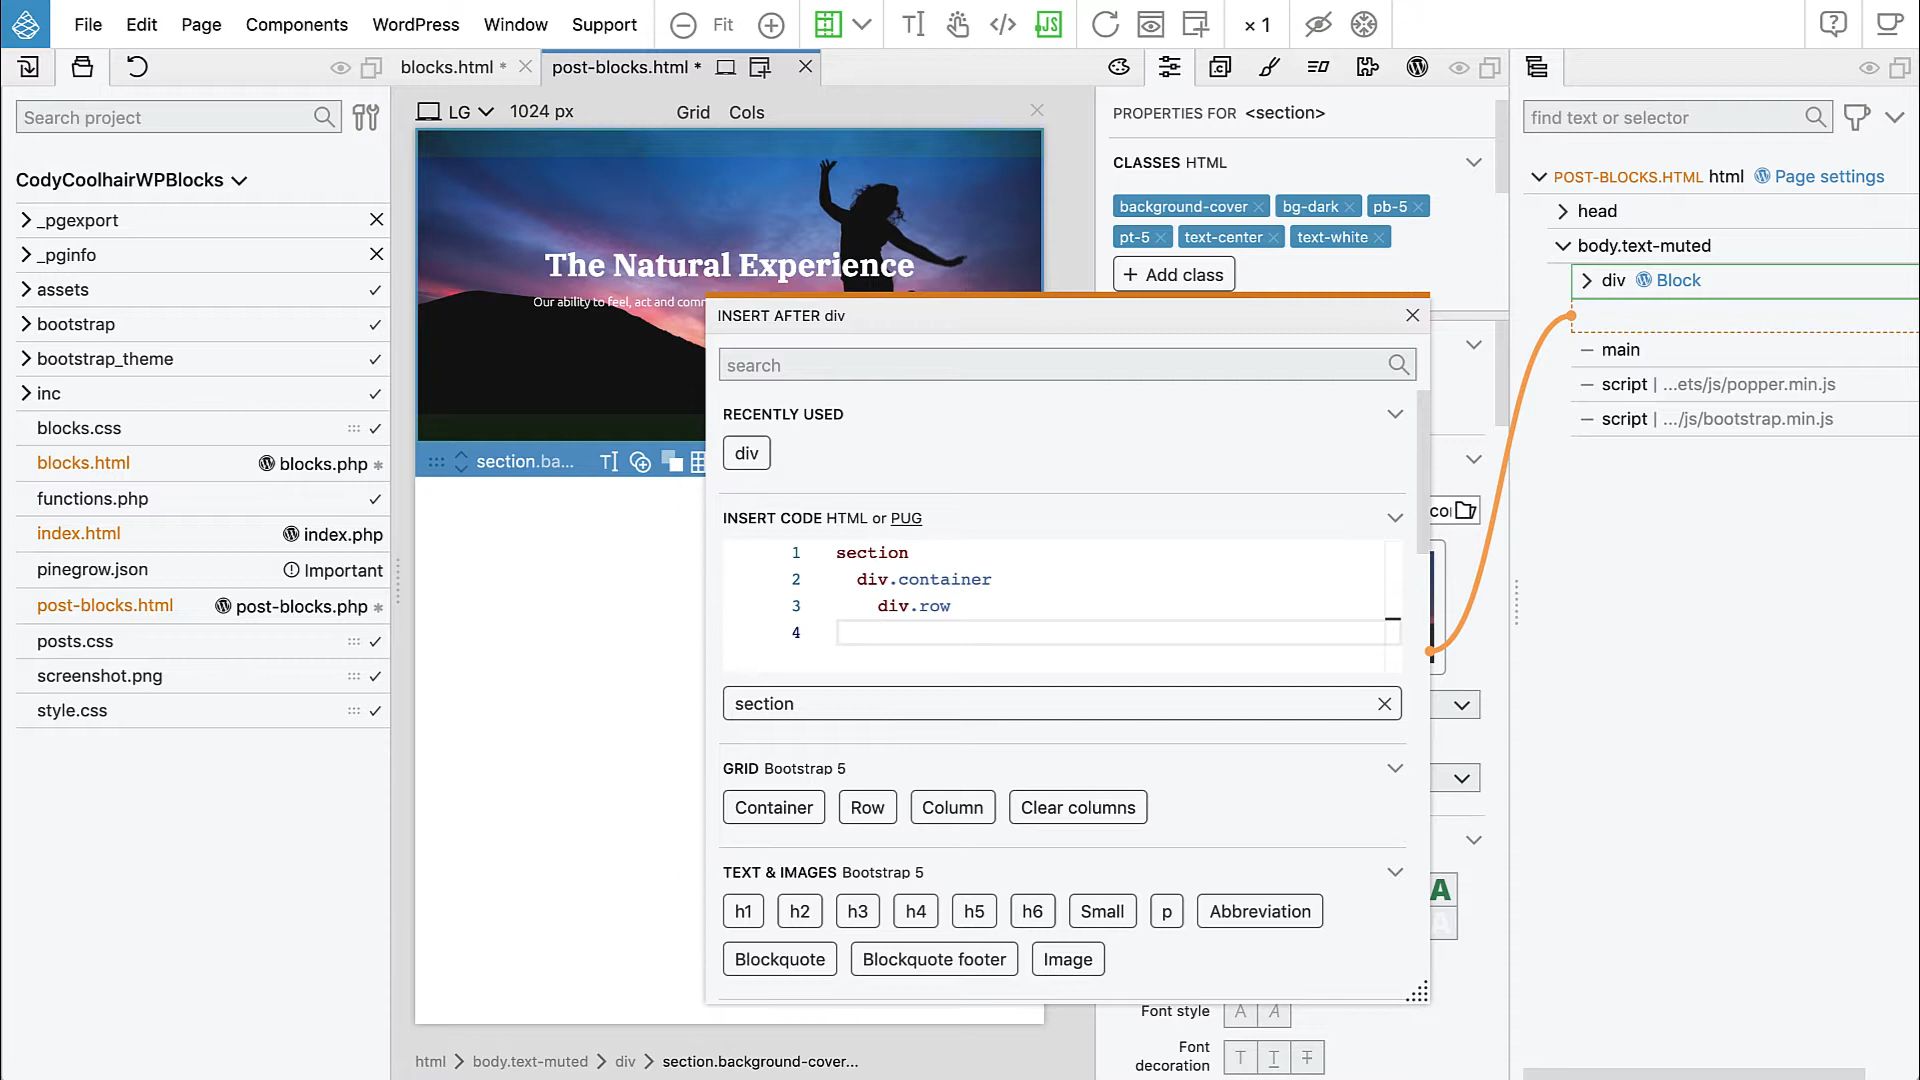 File Edit Page Components WordPress Window Support Fit JS × 1
blocks.html * post-blocks.html *
Search project
LG 1024 px Grid Cols
PROPERTIES FOR <section>
find text or selector
CodyCoolhairWPBlocks
_pgexport
_pginfo
assets
bootstrap
bootstrap_theme
inc
blocks.css
blocks.html blocks.php *
functions.php
index.html index.php
pinegrow.json Important
post-blocks.html post-blocks.php *
posts.css
screenshot.png
style.css
The Natural Experience
Our ability to feel, act and com
section.ba...
CLASSES HTML
background-cover bg-dark pb-5
pt-5 text-center text-white
+ Add class
INSERT AFTER div
search
RECENTLY USED
div
INSERT CODE HTML or PUG
1 section
2 div.container
3 div.row
4
section
GRID Bootstrap 5
Container Row Column Clear columns
TEXT & IMAGES Bootstrap 5
h1 h2 h3 h4 h5 h6 Small p Abbreviation
Blockquote Blockquote footer Image
A
A
Font style A A
Font
decoration T T T
POST-BLOCKS.HTML html Page settings
head
body.text-muted
div Block
main
script | ...ets/js/popper.min.js
script | .../js/bootstrap.min.js
html body.text-muted div section.background-cover...